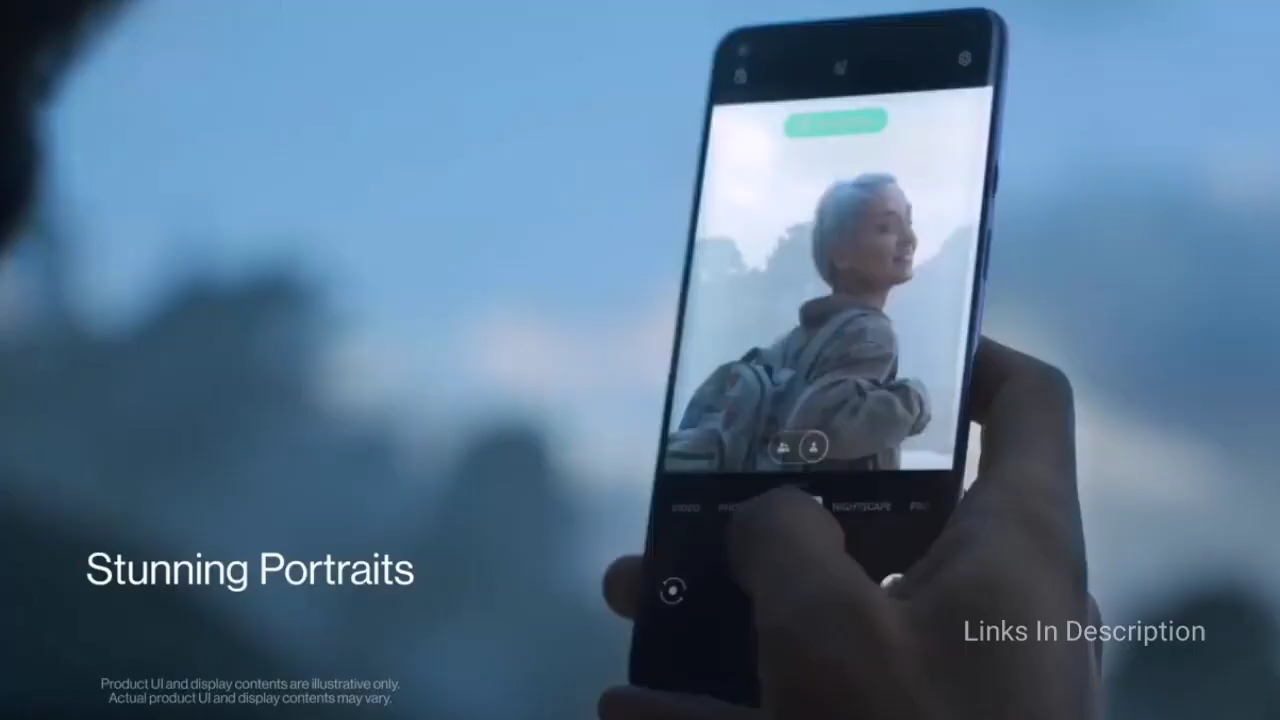 VIDEO
NIGHTSCAPE
Stunning Portraits
Links In Description
Product UI and display contents are illustrative only.
Actual product UI and display contents may vary.